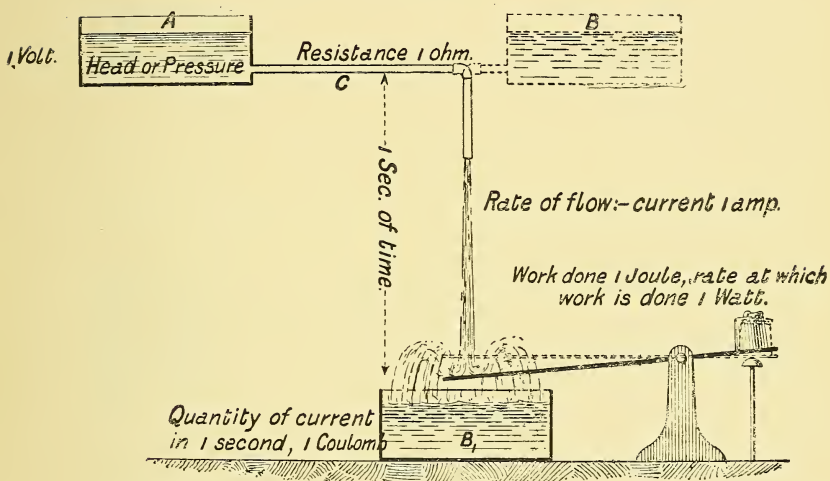 A
B
1 Volt.
Head or Pressure
Resistance 1 ohm.
C
1 Sec. of time.
Rate of flow:- current 1 amp.
Work done 1 Joule, rate at which
work is done 1 Watt.
Quantity of current
in 1 second, 1 Coulomb
B1